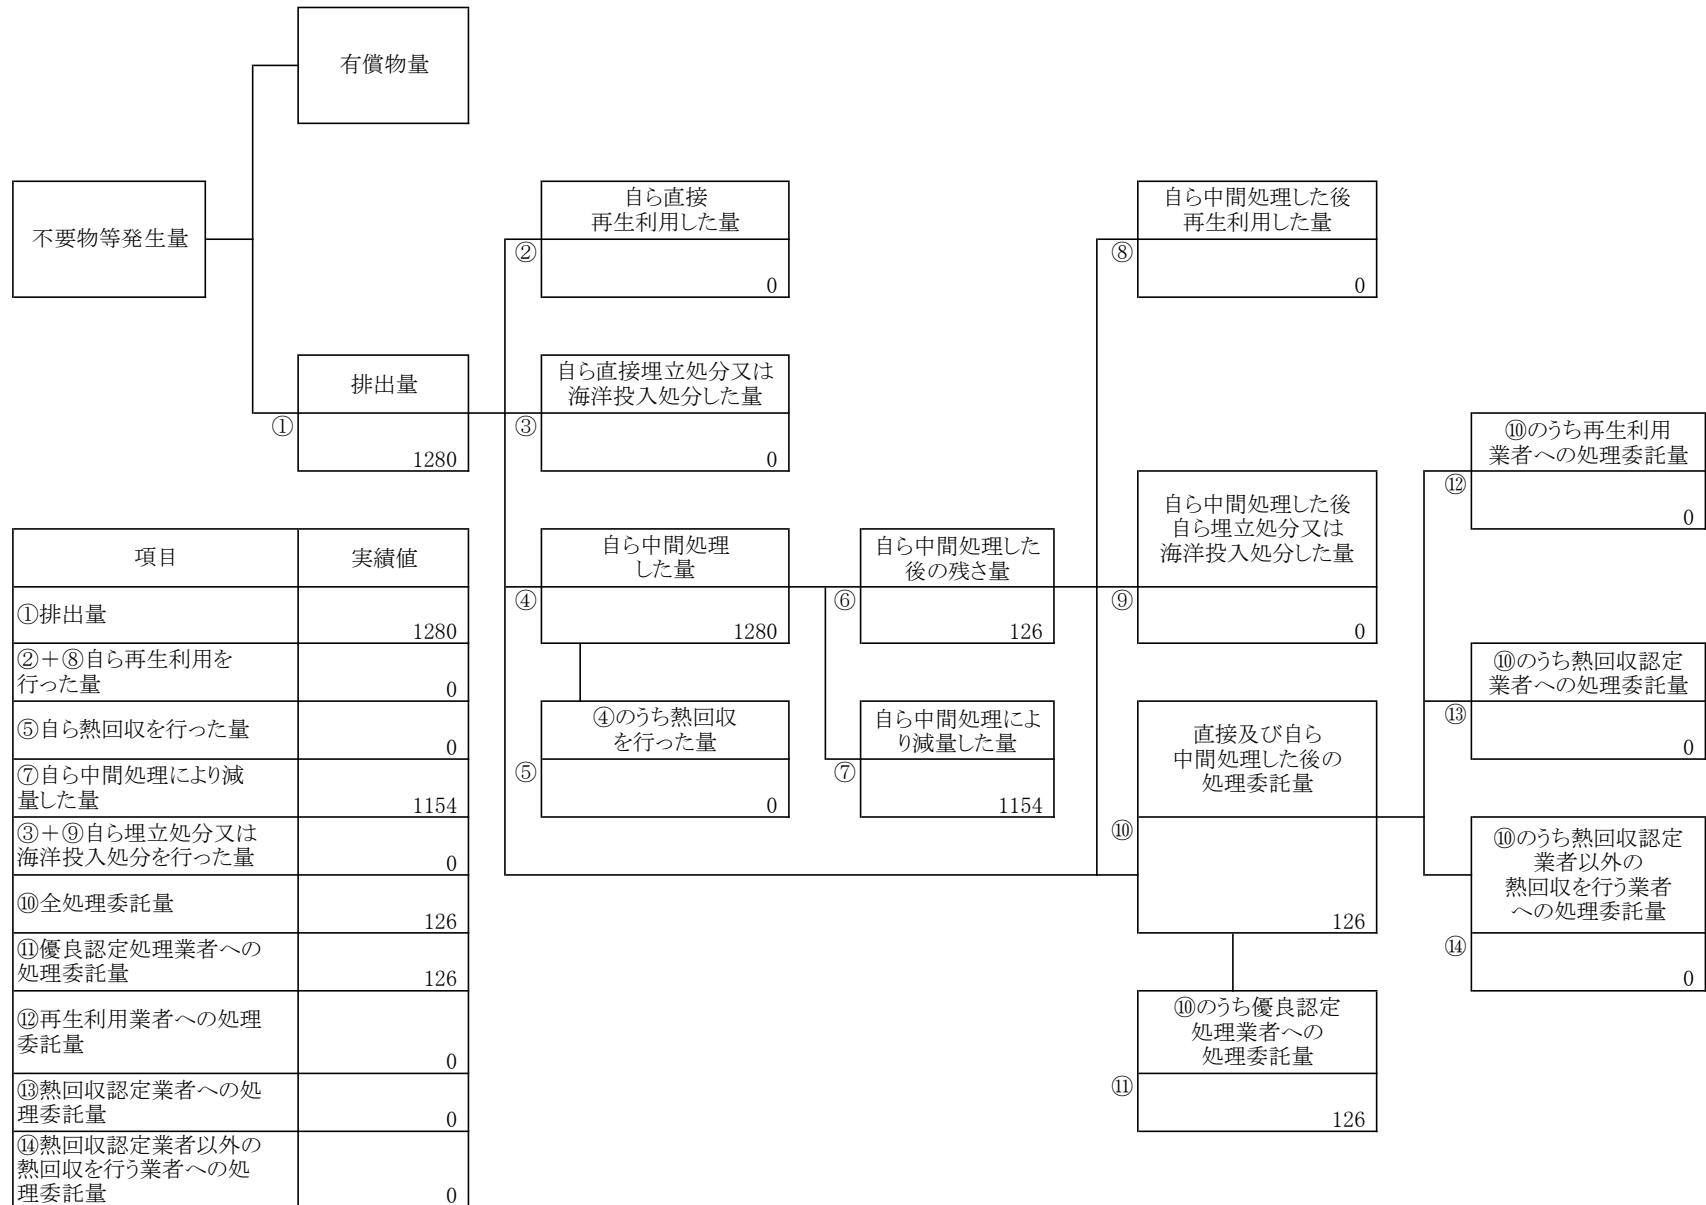 有償物量
不要物等発生量
自ら直接
再生利用した量
②
0
自ら中間処理した後
再生利用した量
⑧
0
排出量
①
1280
自ら直接埋立処分又は
海洋投入処分した量
③
0
⑩のうち再生利用
業者への処理委託量
⑫
0
自ら中間処理した後
自ら埋立処分又は
海洋投入処分した量
⑨
0
自ら中間処理
した量
④
1280
自ら中間処理した
後の残さ量
⑥
126
④のうち熱回収
を行った量
⑤
0
自ら中間処理によ
り減量した量
⑦
1154
直接及び自ら
中間処理した後の
処理委託量
⑩
126
⑩のうち熱回収認定
業者への処理委託量
⑬
0
⑩のうち熱回収認定
業者以外の
熱回収を行う業者
への処理委託量
⑭
0
⑩のうち優良認定
処理業者への
処理委託量
⑪
126
項目 実績値
①排出量
1280
②+⑧自ら再生利用を
行った量 0
⑤自ら熱回収を行った量
0
⑦自ら中間処理により減
量した量 1154
③+⑨自ら埋立処分又は
海洋投入処分を行った量 0
⑩全処理委託量
126
⑪優良認定処理業者への
処理委託量 126
⑫再生利用業者への処理
委託量
0
⑬熱回収認定業者への処
理委託量 0
⑭熱回収認定業者以外の
熱回収を行う業者への処
理委託量 0